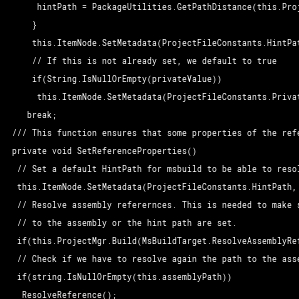 hintPath = PackageUtilities.GetPathDistance(this.Proj
}
this.ItemNode.SetMetadata(ProjectFileConstants.HintPat
// If this is not already set, we default to true
if(String.IsNullOrEmpty(privateValue))
this.ItemNode.SetMetadata(ProjectFileConstants.Privat
break;
/// This function ensures that some properties of the refe
private void SetReferenceProperties()
// Set a default HintPath for msbuild to be able to resol
this.ItemNode.SetMetadata(ProjectFileConstants.HintPath,
// Resolve assembly referernces. This is needed to make s
// to the assembly or the hint path are set.
if(this.ProjectMgr.Build(MsBuildTarget.ResolveAssemblyRef
// Check if we have to resolve again the path to the asse
if(string.IsNullOrEmpty(this.assemblyPath))
ResolveReference();